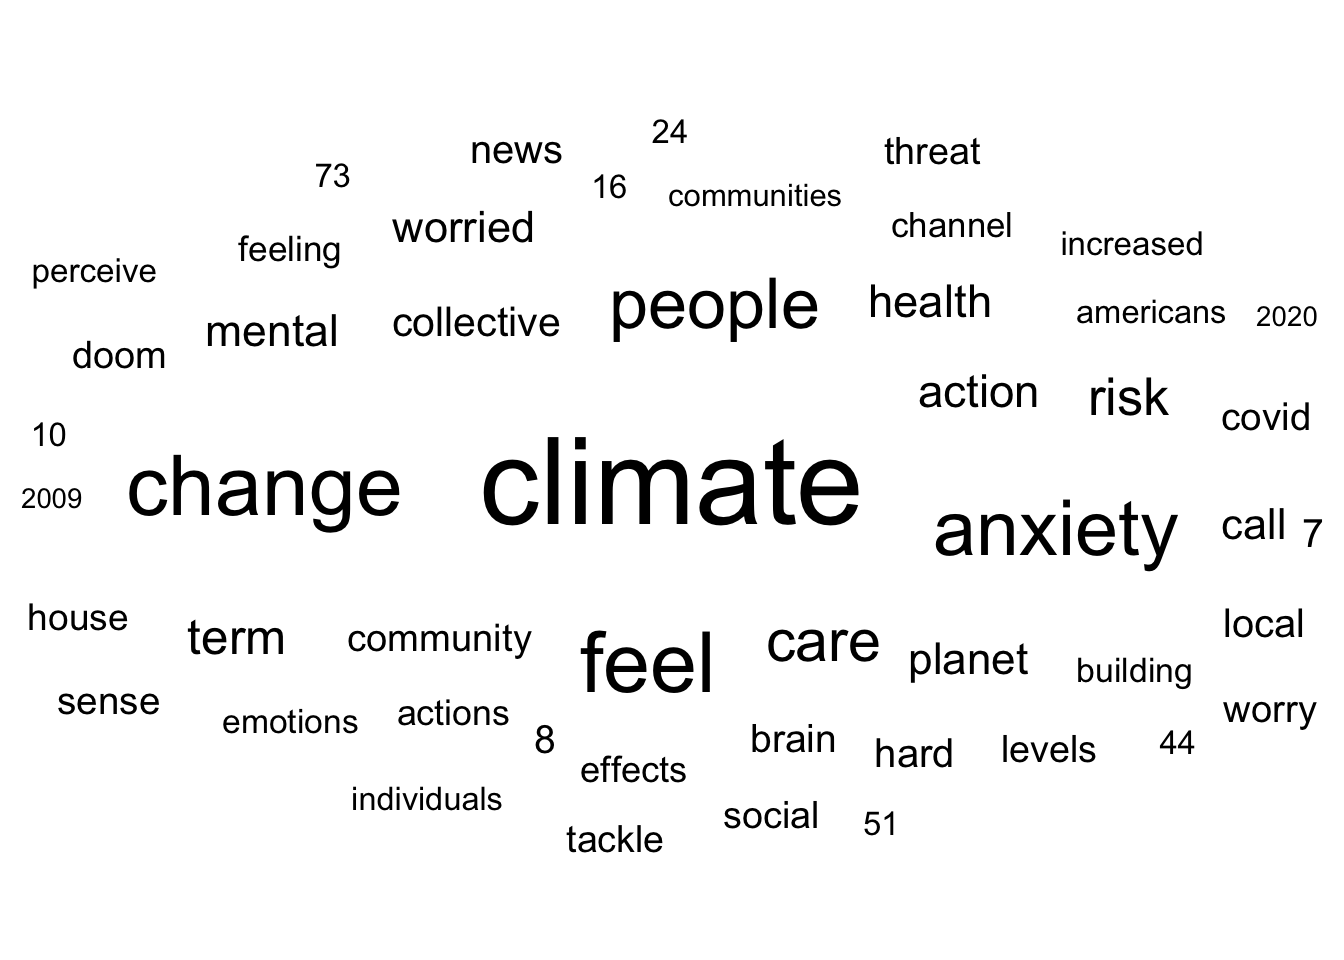 24
news
threat
73
16
communities
worried
channel
feeling
increased
perceive
people
health
mental
collective
americans
2020
doom
action
risk
covid
10
change
climate
2009
anxiety
call
7
house
term
community
feel
care
planet
local
building
sense
emotions
actions
worry
8
brain
hard
levels
44
effects
individuals
social
51
tackle